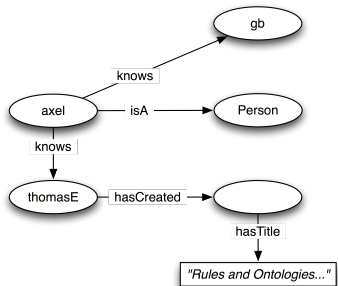 gb
knows
axel
isA
Person
knows
thomasE
hasCreated
hasTitle
"Rules and Ontologies..."